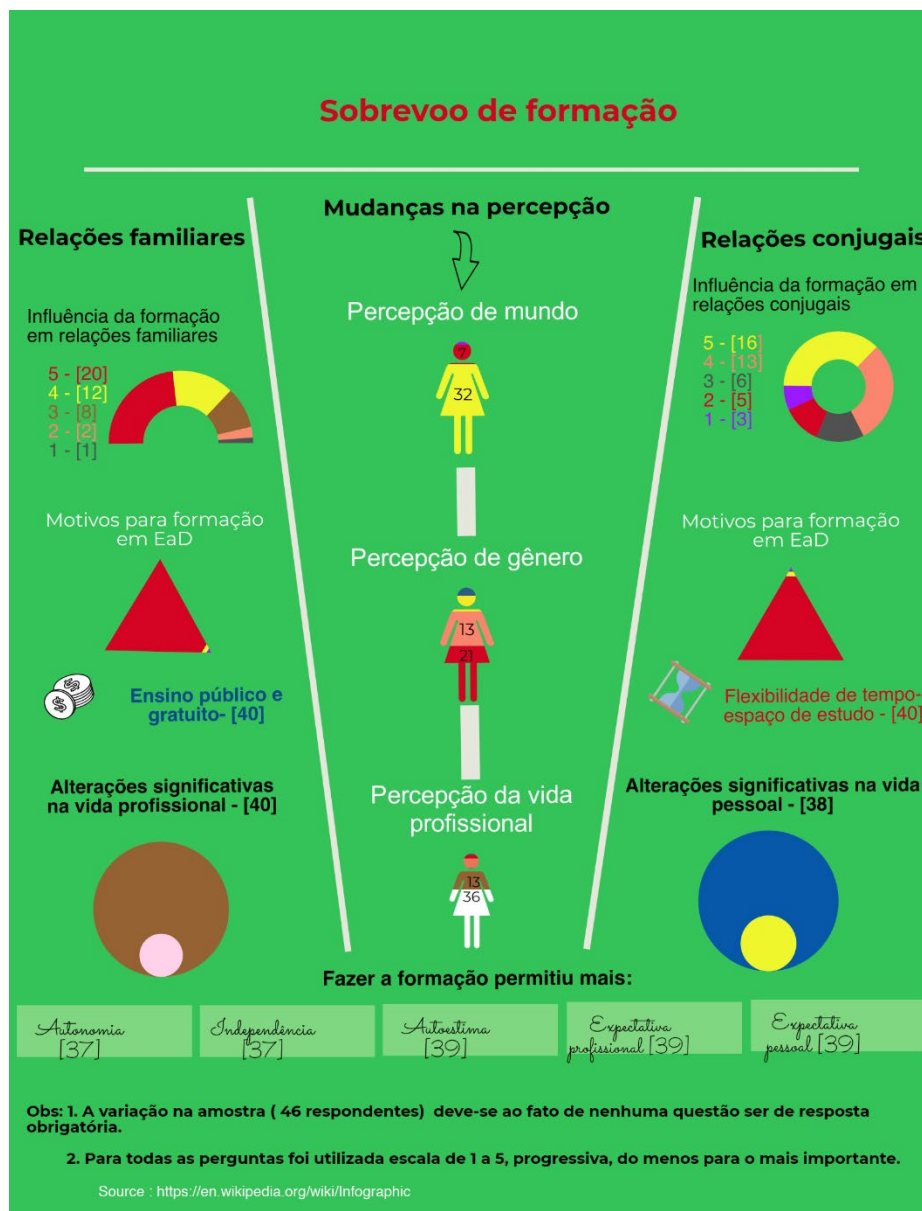 Sobrevoo de formação
Relações familiares
Influência da formação
em relações familiares
5 - [20]
4 - [12]
3 - [8]
2 - [2]
1 - [1]
Motivos para formação
em EaD
$
$
Ensino público e
gratuito- [40]
Alterações significativas
na vida profissional - [40]
Mudanças na percepção
Percepção de mundo
7
32
Percepção de gênero
13
21
Percepção da vida
profissional
13
36
Relações conjugais
Influência da formação em
relações conjugais
5 - [16]
4 - [13]
3 - [6]
2 - [5]
1 - [3]
Motivos para formação
em EaD
Flexibilidade de tempo-
espaço de estudo - [40]
Alterações significativas na vida
pessoal - [38]
Fazer a formação permitiu mais:
Autonomia
[37]
Independência
[37]
Autoestima
[39]
Expectativa
profissional [39]
Expectativa
pessoal [39]
Obs: 1. A variação na amostra ( 46 respondentes) deve-se ao fato de nenhuma questão ser de resposta
obrigatória.
2. Para todas as perguntas foi utilizada escala de 1 a 5, progressiva, do menos para o mais importante.
Source : https://en.wikipedia.org/wiki/Infographic